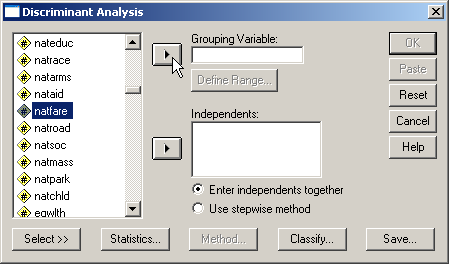 Discriminant Analysis
nateduc
natrace
natarms
nataid
natfare
natroad
natsoc
natmass
natpark
natchld
eqwlth
Grouping Variable:
Define Range...
Independents:
Enter independents together
Use stepwise method
OK
Paste
Reset
Cancel
Help
Select >>
Statistics...
Method...
Classify...
Save...